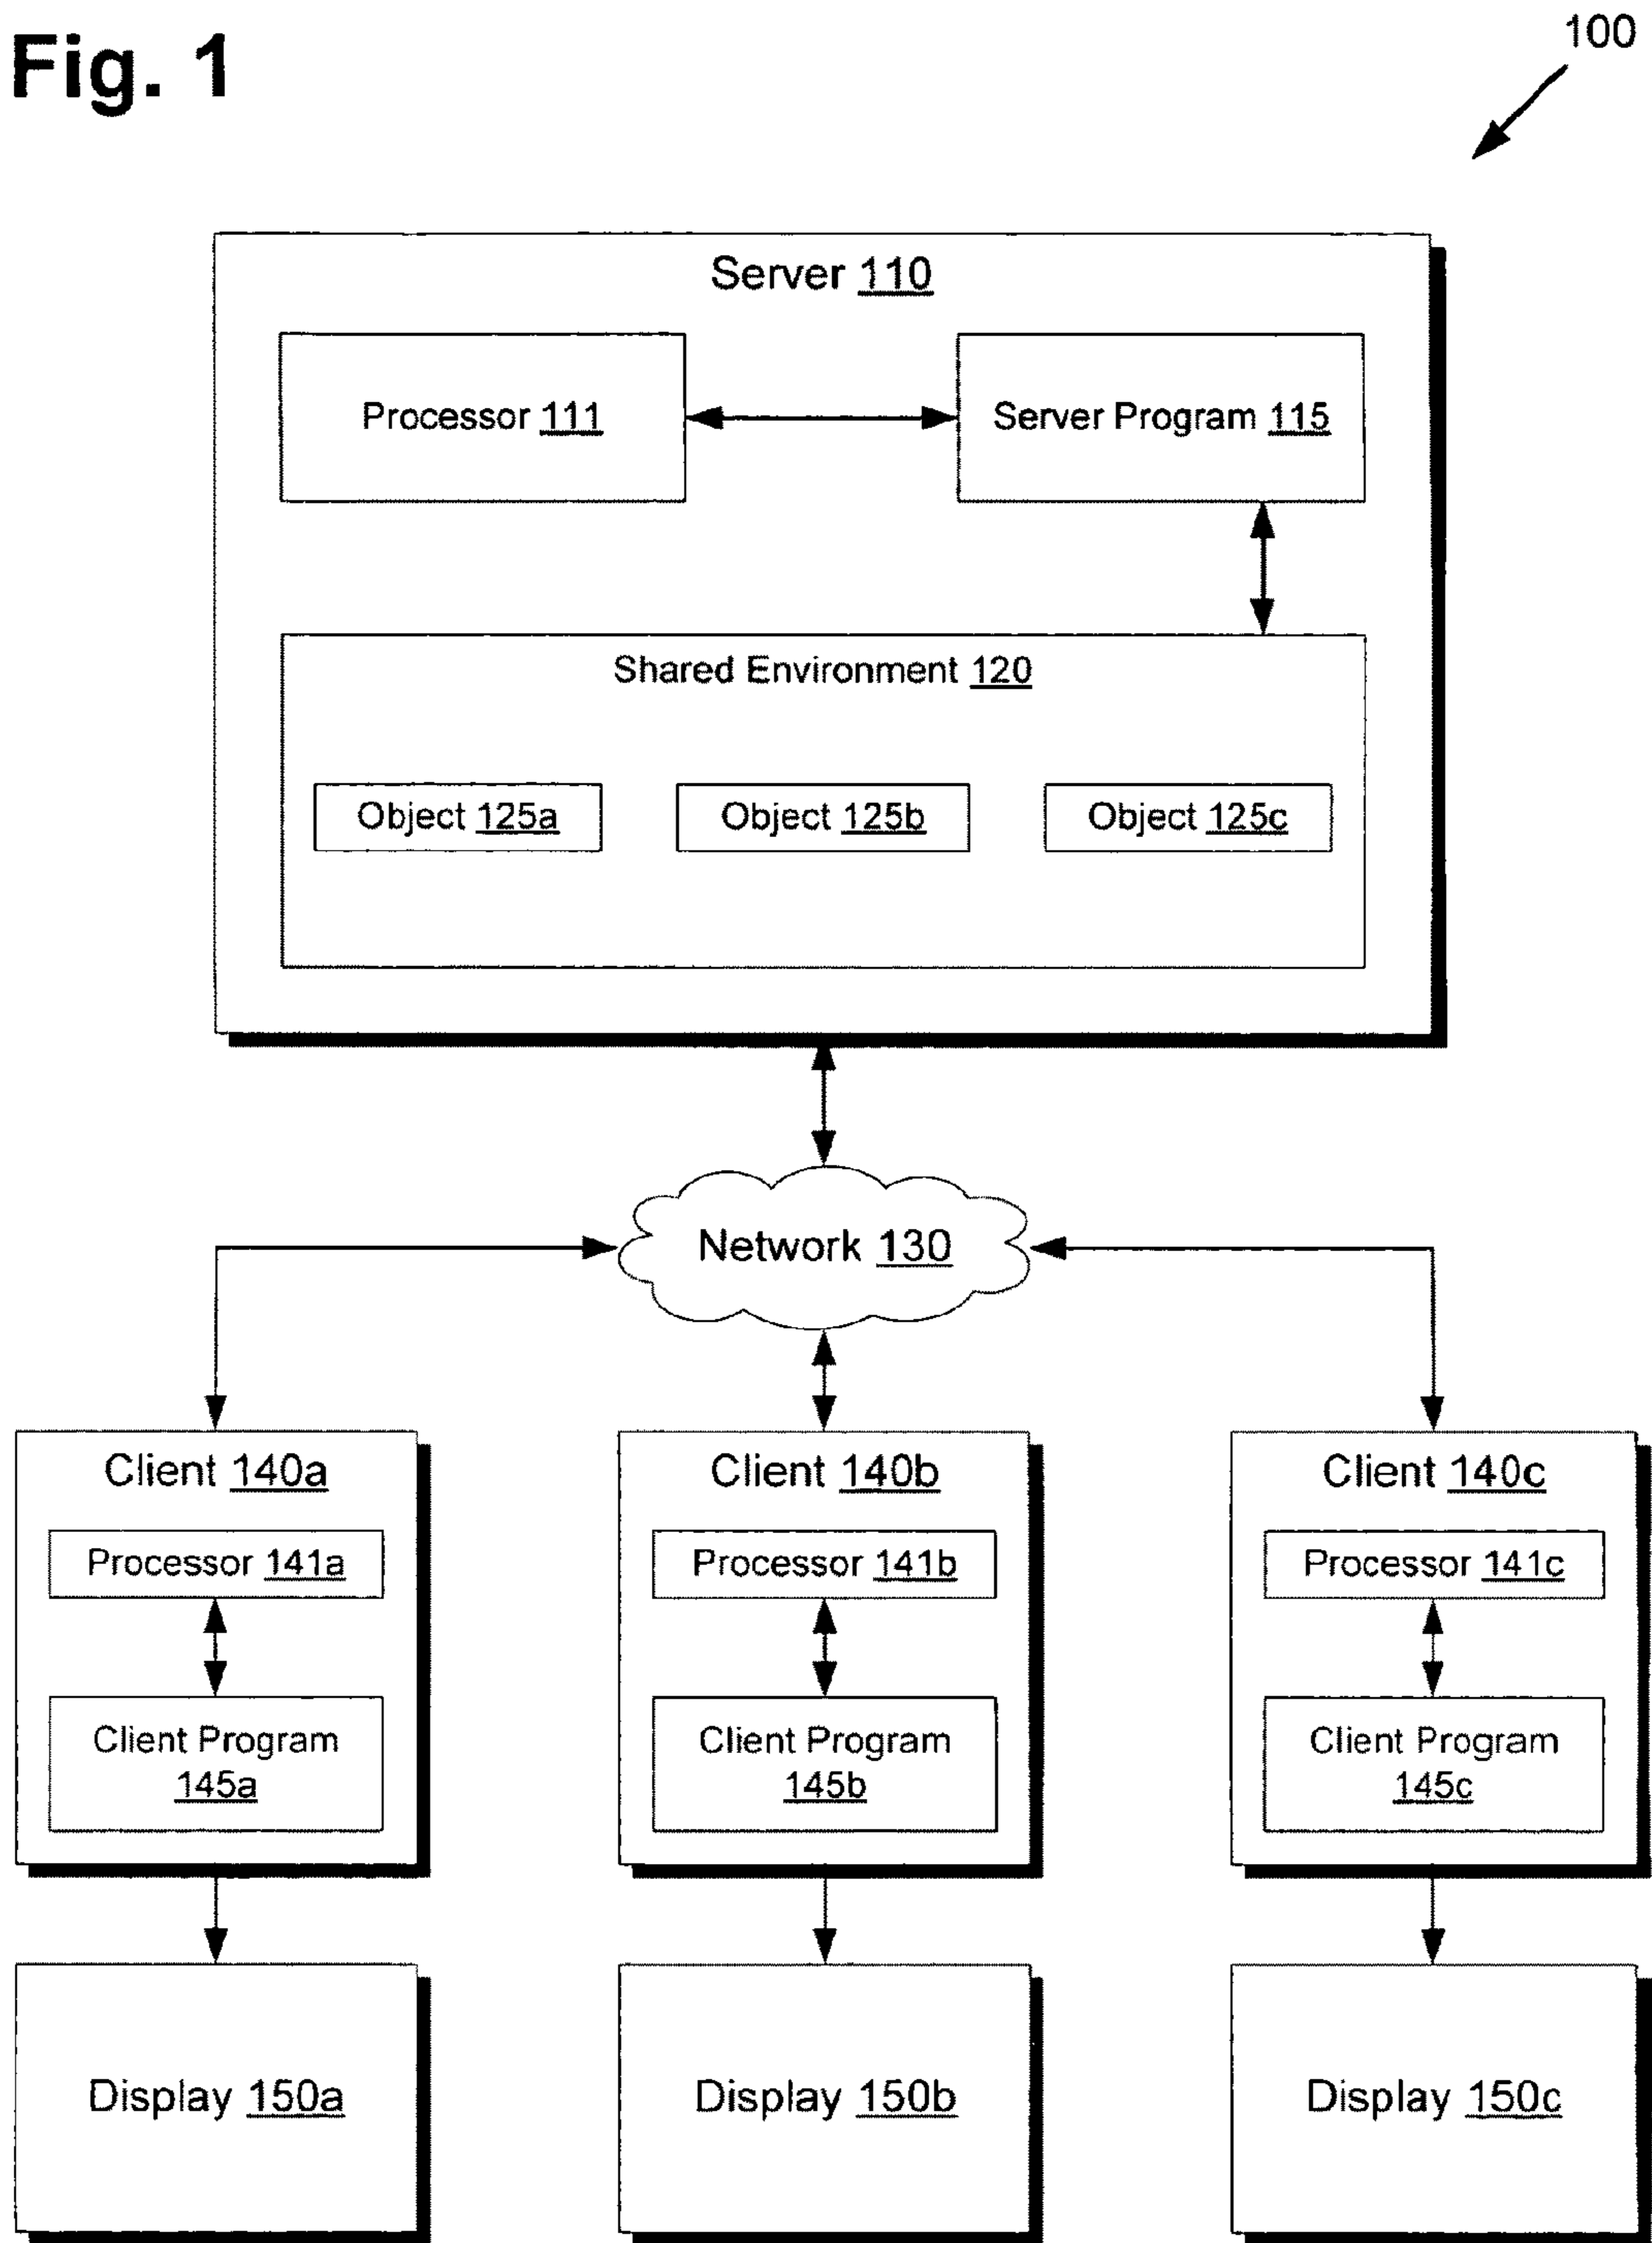 Fig. 1
100
Server 110
Processor 111
Server Program 115
Shared Environment 120
Object 125a
Object 125b
Object 125c
Network 130
Client 140a
Client 140b
Client 140c
Processor 141a
Processor 141b
Processor 141c
Client Program
145a
Client Program
145b
Client Program
145c
Display 150a
Display 150b
Display 150c